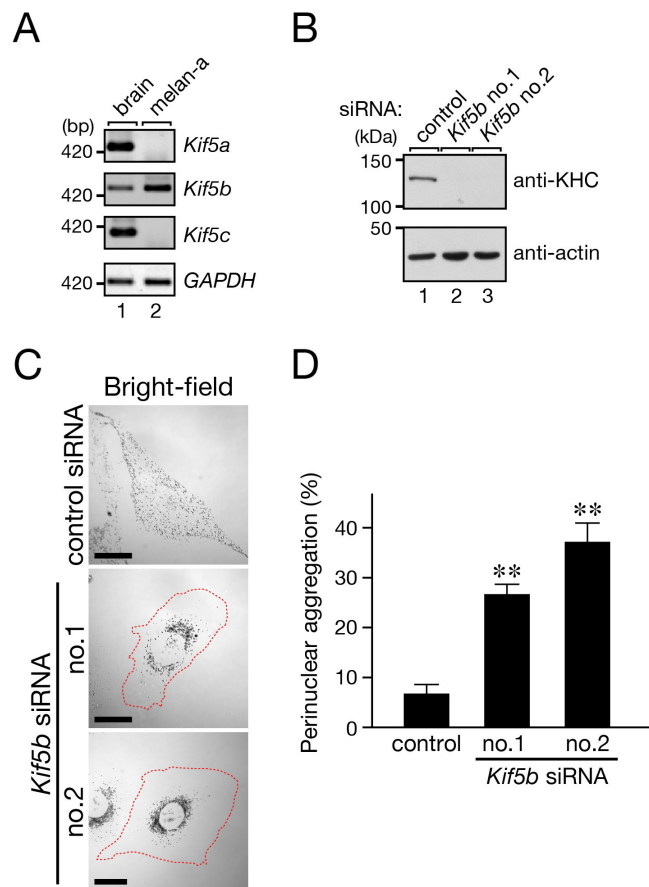 A
brain
melan-a
(bp)
420
Kif5a
420
Kif5b
420
Kif5c
420
GAPDH
1 2
B
siRNA:
control
Kif5b no.1
Kif5b no.2
(kDa)
150
anti-KHC
100
50
anti-actin
1 2 3
C
Bright-field
control siRNA
no.1
no.2
Kif5b siRNA
D
Perinuclear aggregation (%)
40
30
20
10
0
** 
**
control no.1 no.2
Kif5b siRNA